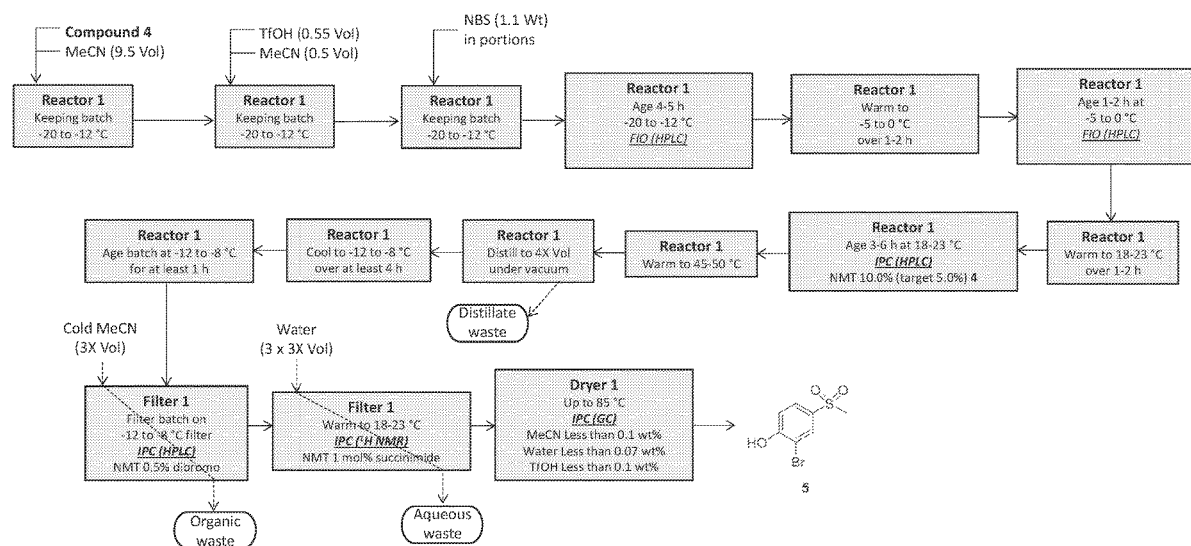 Compound 4
MeCN (9.5 Vol)
TfOH (0.55 Vol)
MeCN (0.5 Vol)
NBS (1.1 Wt)
in portions
Reactor 1
Keeping batch
-20 to -12 °C
Reactor 1
Keeping batch
-20 to -12 °C
Reactor 1
Keeping batch
-20 to -12 °C
Reactor 1
Age 4-5 h
-20 to -12 °C
FIO (HPLC)
Reactor 1
Warm to
-5 to 0 °C
over 1-2 h
Reactor 1
Age 1-2 h at
-5 to 0 °C
FIO (HPLC)
Reactor 1
Age batch at -12 to -8 °C
for at least 1 h
Reactor 1
Cool to -12 to -8 °C
over at least 4 h
Reactor 1
Distill to 4X Vol
under vacuum
Reactor 1
Warm to 45-50 °C
Reactor 1
Age 3-6 h at 18-23 °C
IPC (HPLC)
NMT 10.0% (target 5.0%) 4
Reactor 1
Warm to 18-23 °C
over 1-2 h
Distillate
waste
Cold MeCN
(3X Vol)
Water
(3 x 3X Vol)
Filter 1
Filter batch on
-12 to -8 °C filter
IPC (HPLC)
NMT 0.5% dibromo
Filter 1
Warm to 18-23 °C
IPC (¹H NMR)
NMT 1 mol% succinimide
Dryer 1
Up to 85 °C
IPC (GC)
MeCN Less than 0.1 wt%
Water Less than 0.07 wt%
TfOH Less than 0.1 wt%
O O
S
HO
Br
5
Organic
waste
Aqueous
waste